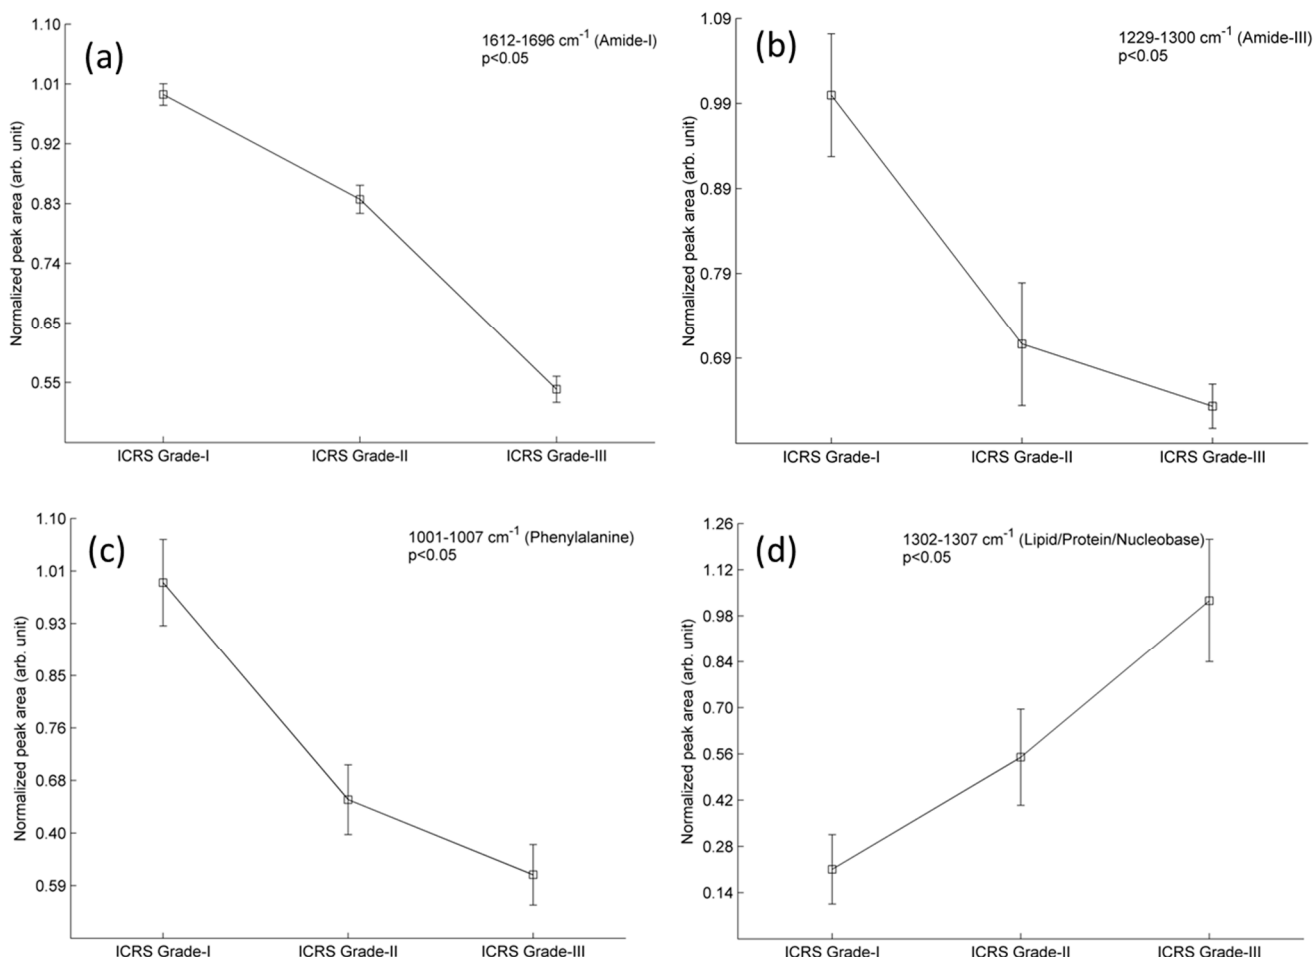 (a)
1612-1696 cm-1 (Amide-I)
p<0.05
Normalized peak area (arb. unit)
1.10
1.01
0.92
0.83
0.74
0.65
0.55
ICRS Grade-I
ICRS Grade-II
ICRS Grade-III
(b)
1229-1300 cm-1 (Amide-III)
p<0.05
Normalized peak area (arb. unit)
1.09
0.99
0.89
0.79
0.69
ICRS Grade-I
ICRS Grade-II
ICRS Grade-III
(c)
1001-1007 cm-1 (Phenylalanine)
p<0.05
Normalized peak area (arb. unit)
1.10
1.01
0.93
0.85
0.76
0.68
0.40
0.59
ICRS Grade-I
ICRS Grade-II
ICRS Grade-III
(d)
1302-1307 cm-1 (Lipid/Protein/Nucleobase)
p<0.05
Normalized peak area (arb. unit)
1.26
1.12
0.98
0.84
0.70
0.56
0.42
0.28
0.14
ICRS Grade-I
ICRS Grade-II
ICRS Grade-III